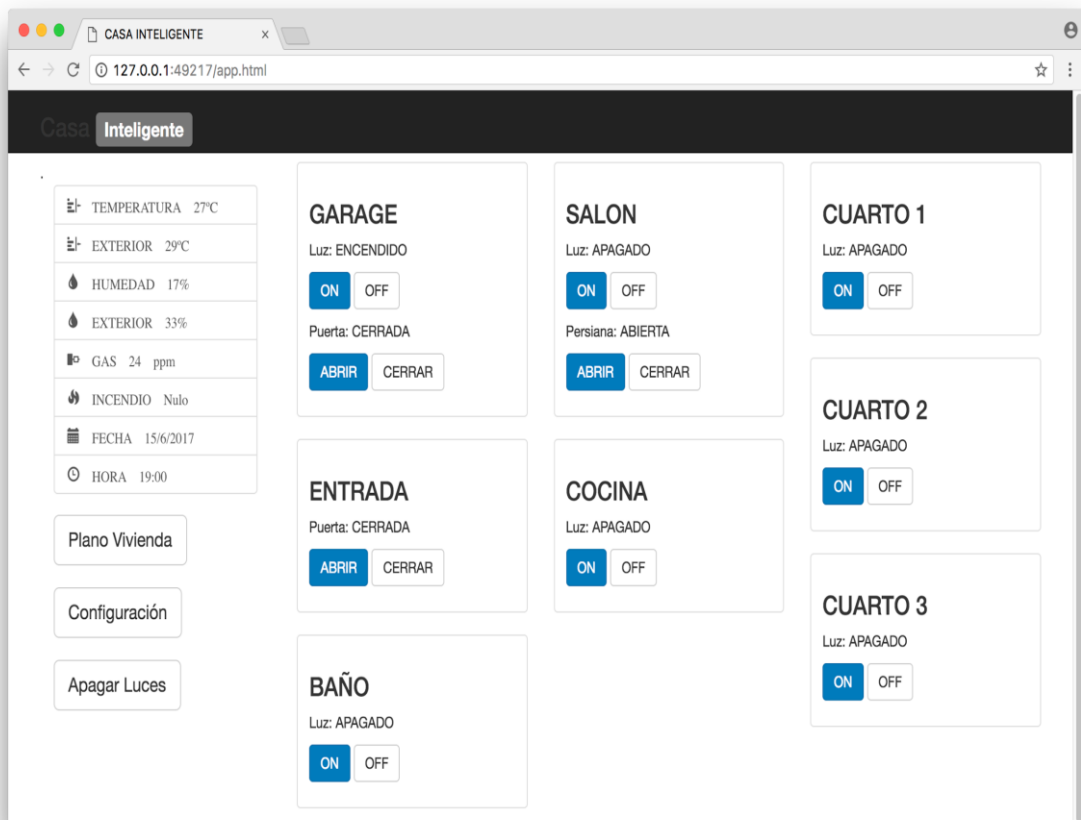 CASA INTELIGENTE
127.0.0.1:49217/app.html
Casa Inteligente
.
TEMPERATURA 27ºC
EXTERIOR 29ºC
HUMEDAD 17%
EXTERIOR 33%
GAS 24 ppm
INCENDIO Nulo
FECHA 15/6/2017
HORA 19:00
Plano Vivienda
Configuración
Apagar Luces
GARAGE
Luz: ENCENDIDO
ON OFF
Puerta: CERRADA
ABRIR CERRAR
ENTRADA
Puerta: CERRADA
ABRIR CERRAR
BAÑO
Luz: APAGADO
ON OFF
SALON
Luz: APAGADO
ON OFF
Persiana: ABIERTA
ABRIR CERRAR
COCINA
Luz: APAGADO
ON OFF
CUARTO 1
Luz: APAGADO
ON OFF
CUARTO 2
Luz: APAGADO
ON OFF
CUARTO 3
Luz: APAGADO
ON OFF